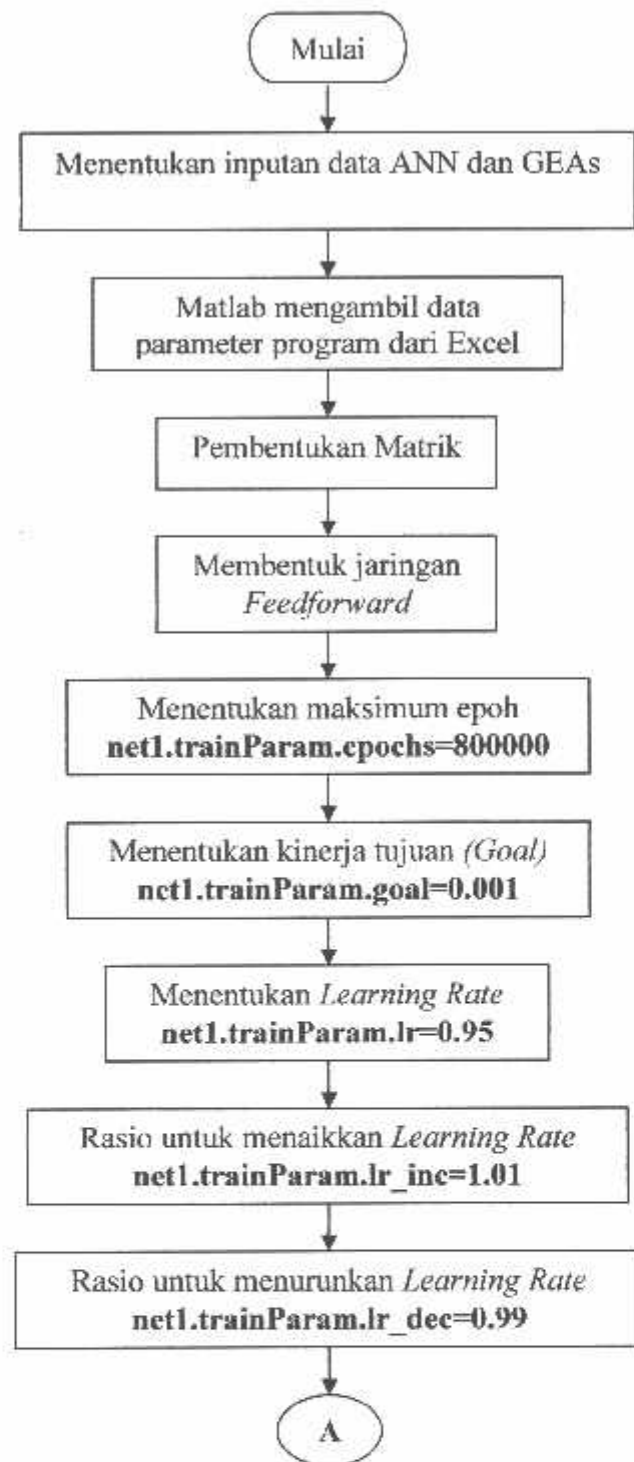 Mulai
Menentukan inputan data ANN dan GEAs
Matlab mengambil data
parameter program dari Excel
Pembentukan Matrik
Membentuk jaringan
Feedforward
Menentukan maksimum epoh
net1.trainParam.epochs=800000
Menentukan kinerja tujuan (Goal)
net1.trainParam.goal=0.001
Menentukan Learning Rate
net1.trainParam.lr=0.95
Rasio untuk menaikkan Learning Rate
net1.trainParam.lr_inc=1.01
Rasio untuk menurunkan Learning Rate
net1.trainParam.lr_dec=0.99
A